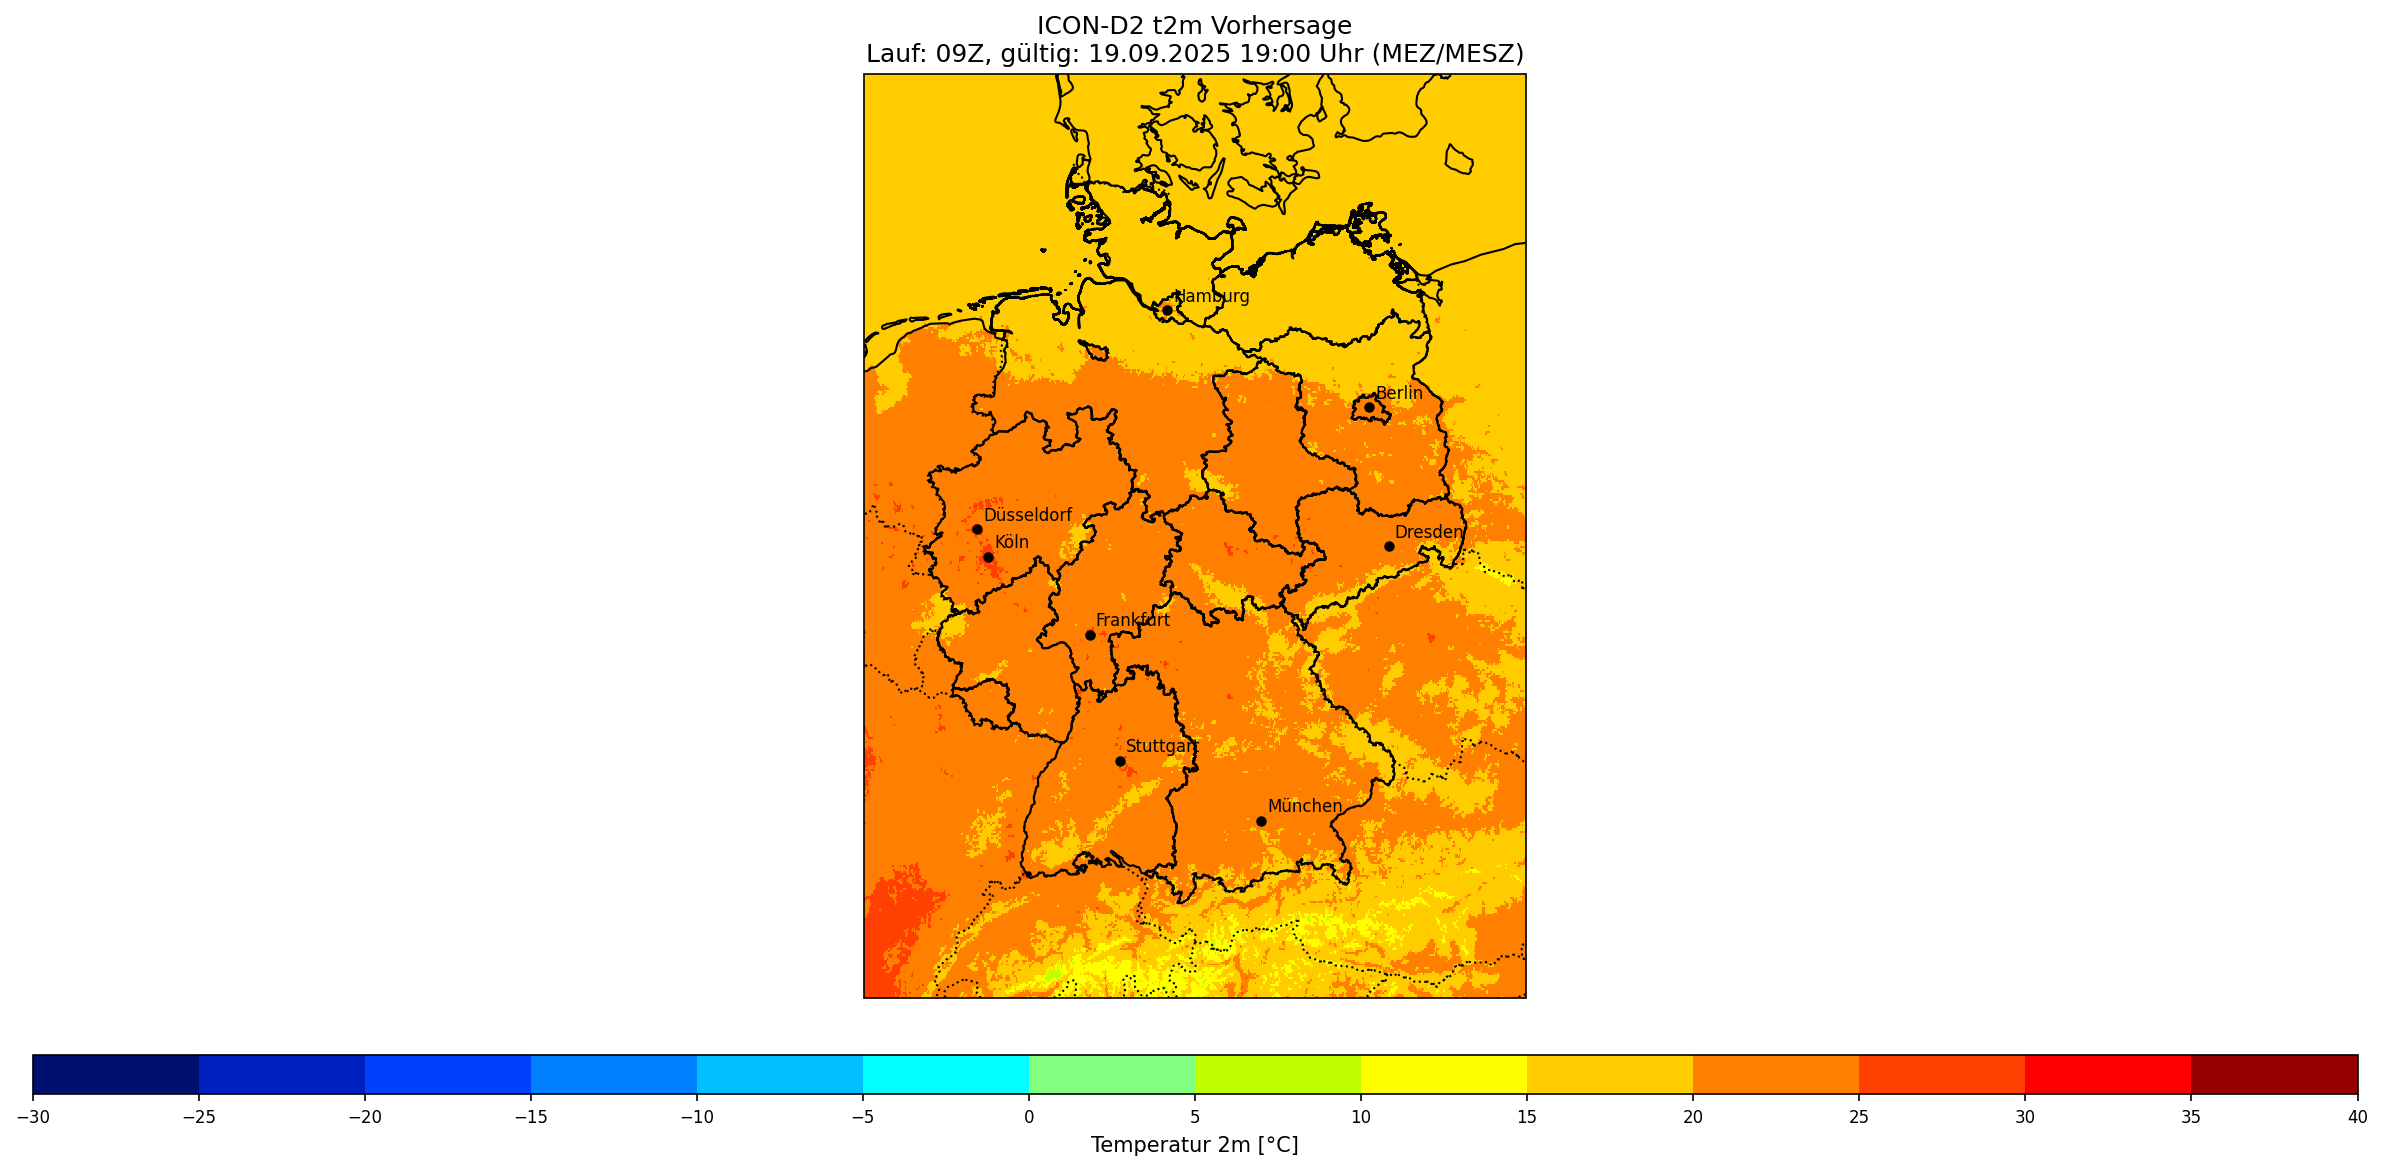 ICON-D2 t2m Vorhersage
Lauf: 09Z, gültig: 19.09.2025 19:00 Uhr (MEZ/MESZ)
Hamburg
Berlin
Düsseldorf
Dresden
Köln
Frankfurt
Stuttgart
München
−30 −25 −20 −15 −10 −5 0 5 10 15 20 25 30 35 40
Temperatur 2m [°C]